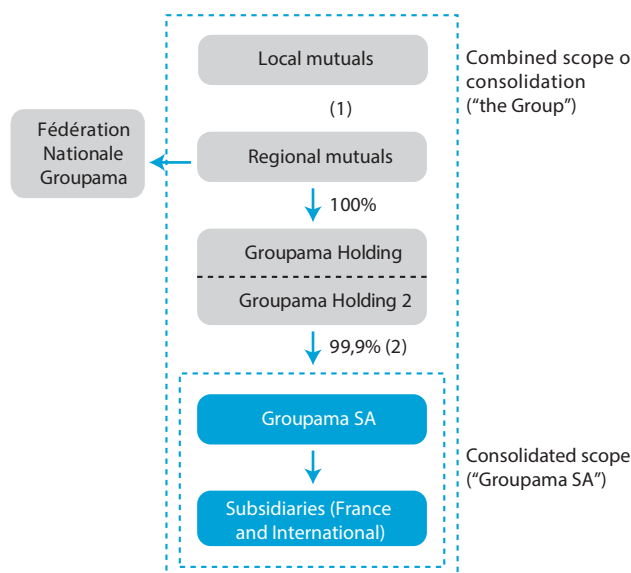 Local mutuals
Combined scope o
consolidation
(“the Group”)
(1)
Fédération
Nationale
Groupama
Regional mutuals
100%
Groupama Holding
Groupama Holding 2
99,9% (2)
Groupama SA
Consolidated scope
(“Groupama SA”)
Subsidiaries (France
and International)